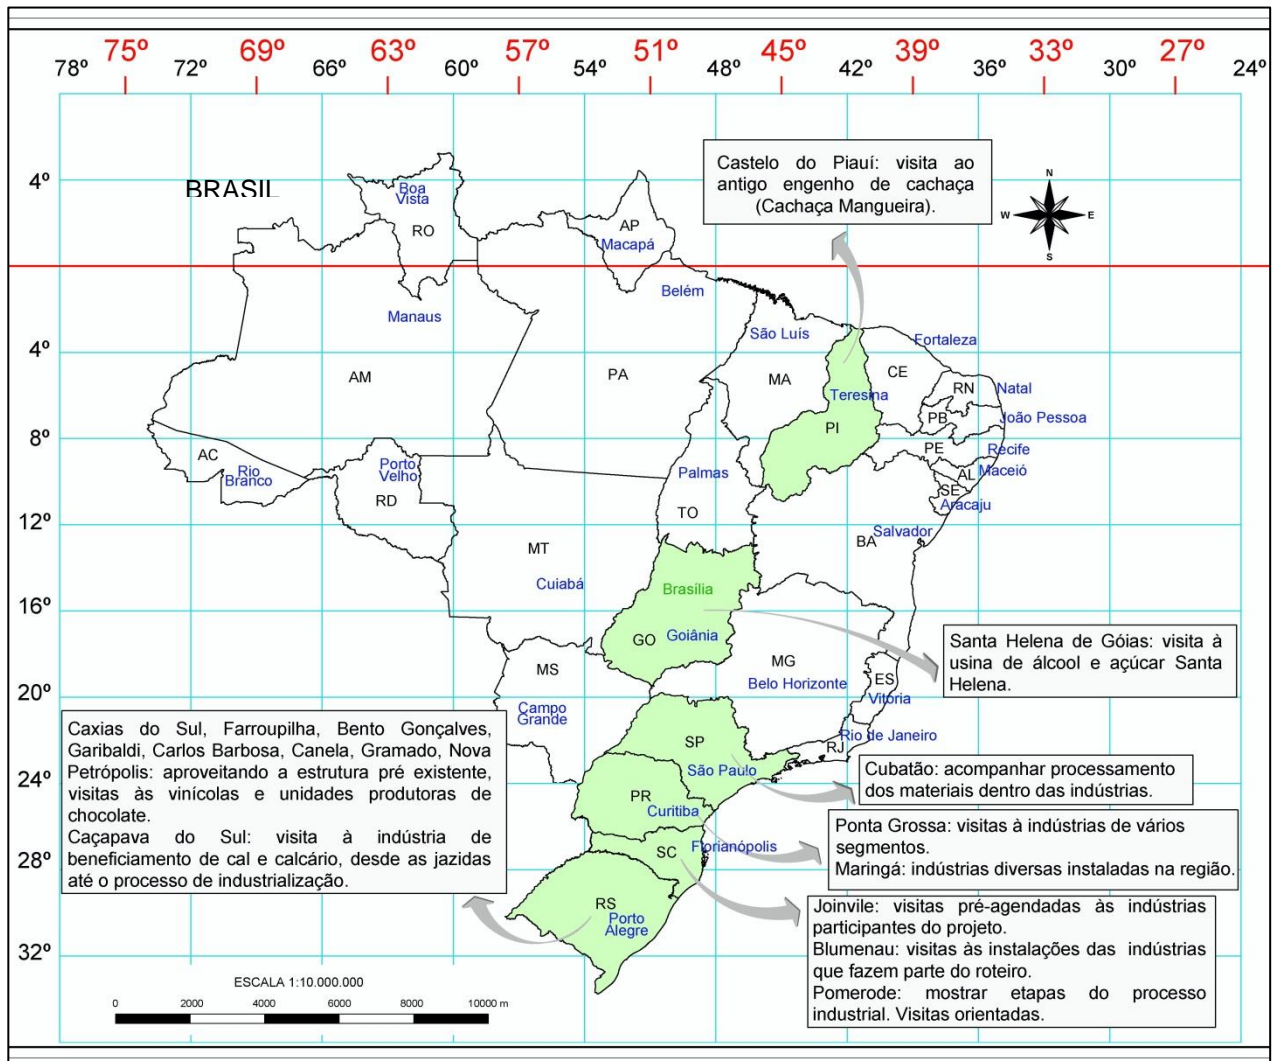 75º 69º 63º 57º 51º 45º 39º 33º 27º
78º 72º 66º 60º 54º 48º 42º 36º 30º 24º
BRASIL
4º
4º
8º
12º
16º
20º
24º
28º
32º
N
W E
S
Castelo do Piauí: visita ao
antigo engenho de cachaça
(Cachaça Mangueira).
Boa
Vista
RO
AP
Macapá
Belém
Manaus
São Luís
Fortaleza
AM
PA
MA
CE
RN
Natal
Teresina
PI
PB
João Pessoa
PE
Recife
AC
Rio
Branco
Porto
Velho
RD
Palmas
AL
Maceió
SE
Aracaju
TO
MT
Cuiabá
BA
Salvador
Brasília
GO
Goiânia
MG
Belo Horizonte
ES
Vitória
MS
Campo
Grande
Rio de Janeiro
RJ
SP
São Paulo
PR
Curitiba
SC
Florianópolis
RS
Porto
Alegre
Santa Helena de Góias: visita à
usina de álcool e açúcar Santa
Helena.
Caxias do Sul, Farroupilha, Bento Gonçalves,
Garibaldi, Carlos Barbosa, Canela, Gramado, Nova
Petrópolis: aproveitando a estrutura pré existente,
visitas às vinícolas e unidades produtoras de
chocolate.
Caçapava do Sul: visita à indústria de
beneficiamento de cal e calcário, desde as jazidas
até o processo de industrialização.
Cubatão: acompanhar processamento
dos materiais dentro das indústrias.
Ponta Grossa: visitas à indústrias de vários
segmentos.
Maringá: indústrias diversas instaladas na região.
Joinvile: visitas pré-agendadas às indústrias
participantes do projeto.
Blumenau: visitas às instalações das indústrias
que fazem parte do roteiro.
Pomerode: mostrar etapas do processo
industrial. Visitas orientadas.
ESCALA 1:10.000.000
0 2000 4000 6000 8000 10000 m